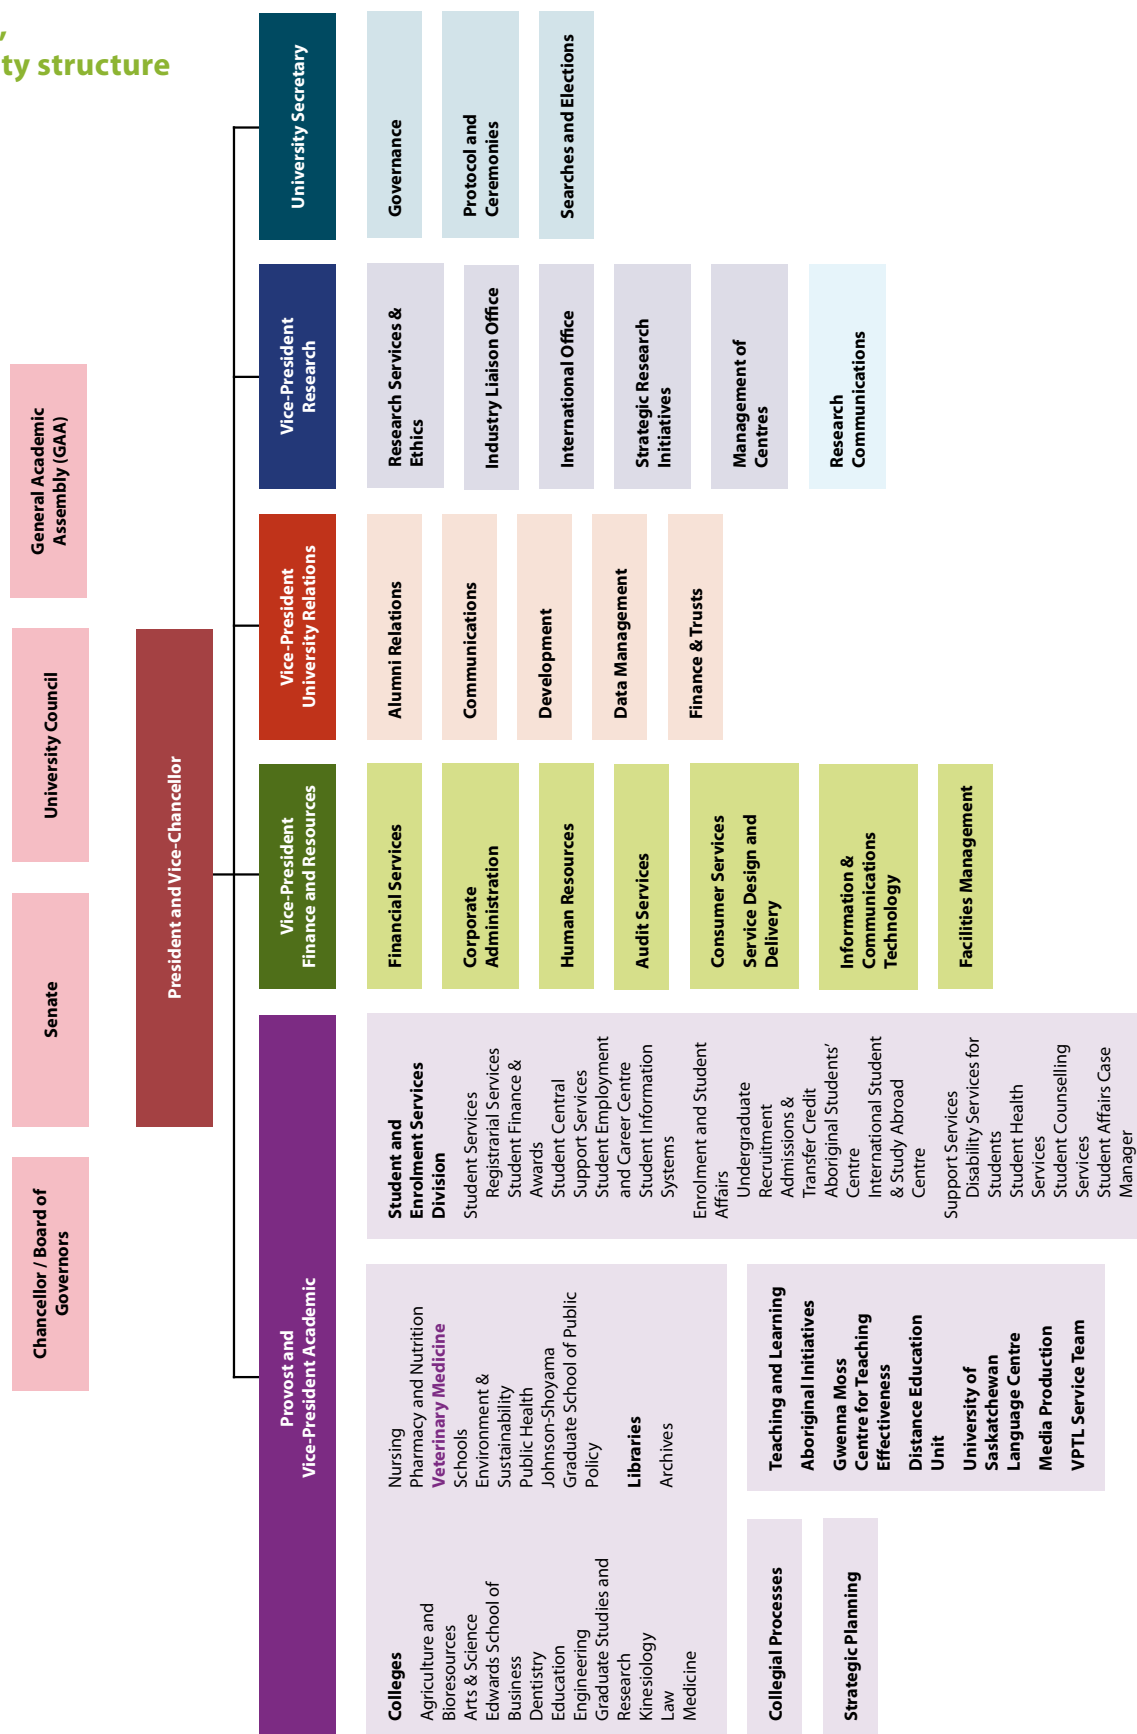 ,
ty structure
Chancellor / Board of
Governors
Senate
University Council
General Academic
Assembly (GAA)
President and Vice-Chancellor
Provost and
Vice-President Academic
Vice-President
Finance and Resources
Vice-President
University Relations
Vice-President
Research
University Secretary
Colleges
Agriculture and
Bioresources
Arts & Science
Edwards School of
Business
Dentistry
Education
Engineering
Graduate Studies and
Research
Kinesiology
Law
Medicine
Nursing
Pharmacy and Nutrition
Veterinary Medicine
Schools
Environment &
Sustainability
Public Health
Johnson-Shoyama
Graduate School of Public
Policy
Libraries
Archives
Collegial Processes
Strategic Planning
Teaching and Learning
Aboriginal Initiatives
Gwenna Moss
Centre for Teaching
Effectiveness
Distance Education
Unit
University of
Saskatchewan
Language Centre
Media Production
VPTL Service Team
Student and
Enrolment Services
Division
Student Services
Registrarial Services
Student Finance &
Awards
Student Central
Support Services
Student Employment
and Career Centre
Student Information
Systems
Enrolment and Student
Affairs
Undergraduate
Recruitment
Admissions &
Transfer Credit
Aboriginal Students’
Centre
International Student
& Study Abroad
Centre
Support Services
Disability Services for
Students
Student Health
Services
Student Counselling
Services
Student Affairs Case
Manager
Financial Services
Corporate
Administration
Human Resources
Audit Services
Consumer Services
Service Design and
Delivery
Information &
Communications
Technology
Facilities Management
Alumni Relations
Communications
Development
Data Management
Finance & Trusts
Research Services &
Ethics
Industry Liaison Office
International Office
Strategic Research
Initiatives
Management of
Centres
Research
Communications
Governance
Protocol and
Ceremonies
Searches and Elections